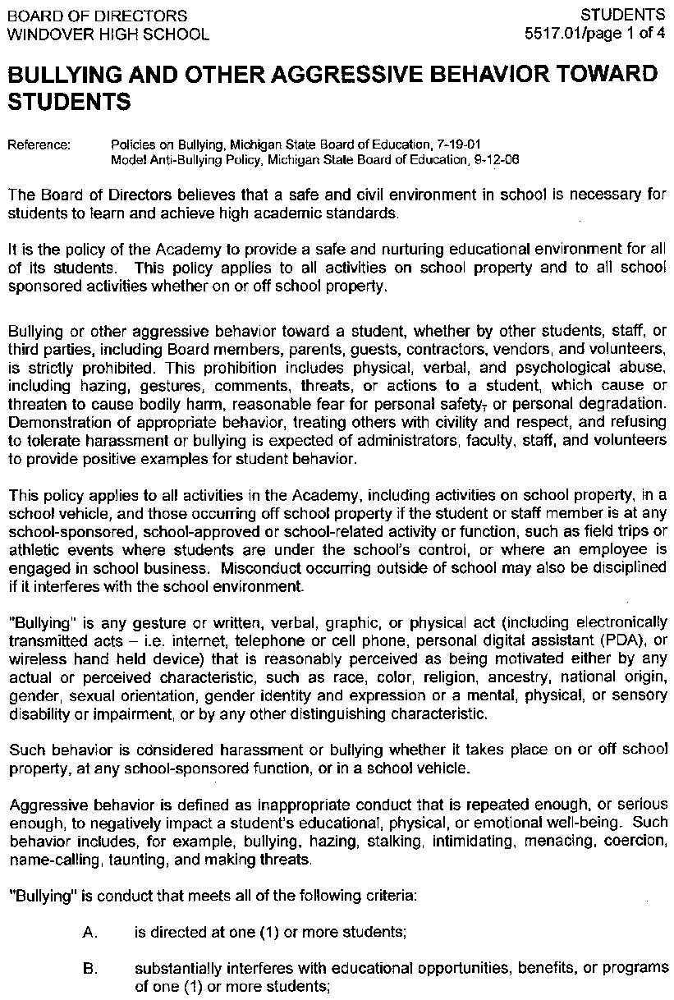 BOARD OF DIRECTORS STUDENTS
WINDOVER HIGH SCHOOL 5517.01/page 1 of 4
BULLYING AND OTHER AGGRESSIVE BEHAVIOR TOWARD
STUDENTS
Reference: Policies on Bullying, Michigan State Board of Education, 7-19-01
Model Anti-Bullying Policy, Michigan State Board of Education, 9-12-06
The Board of Directors believes that a safe and civil environment in school is necessary for
students to learn and achieve high academic standards.
It is the policy of the Academy to provide a safe and nurturing educational environment for all
of its students. This policy applies to all activities on school property and to all school
sponsored activities whether on or off school property.
Bullying or other aggressive behavior toward a student, whether by other students, staff, or
third parties, including Board members, parents, guests, contractors, vendors, and volunteers,
is strictly prohibited. This prohibition includes physical, verbal, and psychological abuse,
including hazing, gestures, comments, threats, or actions to a student, which cause or
threaten to cause bodily harm, reasonable fear for personal safety, or personal degradation.
Demonstration of appropriate behavior, treating others with civility and respect, and refusing
to tolerate harassment or bullying is expected of administrators, faculty, staff, and volunteers
to provide positive examples for student behavior.
This policy applies to all activities in the Academy, including activities on school property, in a
school vehicle, and those occurring off school property if the student or staff member is at any
school-sponsored, school-approved or school-related activity or function, such as field trips or
athletic events where students are under the school's control, or where an employee is
engaged in school business. Misconduct occurring outside of school may also be disciplined
if it interferes with the school environment.
"Bullying" is any gesture or written, verbal, graphic, or physical act (including electronically
transmitted acts – i.e. internet, telephone or cell phone, personal digital assistant (PDA), or
wireless hand held device) that is reasonably perceived as being motivated either by any
actual or perceived characteristic, such as race, color, religion, ancestry, national origin,
gender, sexual orientation, gender identity and expression or a mental, physical, or sensory
disability or impairment, or by any other distinguishing characteristic.
Such behavior is considered harassment or bullying whether it takes place on or off school
property, at any school-sponsored function, or in a school vehicle.
Aggressive behavior is defined as inappropriate conduct that is repeated enough, or serious
enough, to negatively impact a student's educational, physical, or emotional well-being. Such
behavior includes, for example, bullying, hazing, stalking, intimidating, menacing, coercion,
name-calling, taunting, and making threats.
"Bullying" is conduct that meets all of the following criteria:
A. is directed at one (1) or more students;
B. substantially interferes with educational opportunities, benefits, or programs
of one (1) or more students;